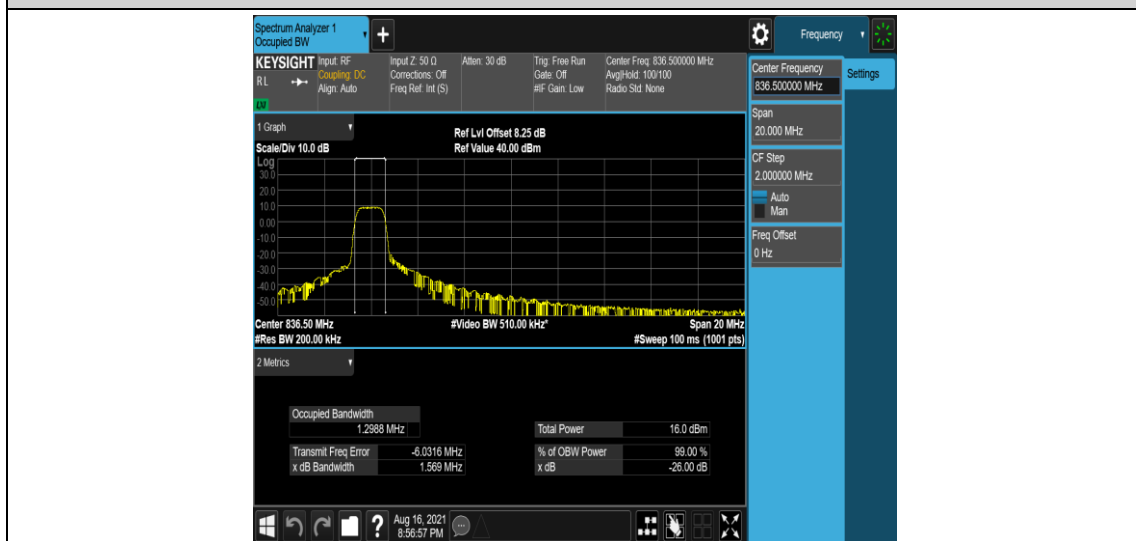 Spectrum Analyzer 1
Occupied BW
Frequency
KEYSIGHT
RL
LW
Input: RF
Coupling: DC
Align: Auto
Input Z: 50 Ω
Corrections: Off
Freq Ref: Int (S)
Atten: 30 dB
Trig: Free Run
Gate: Off
#IF Gain: Low
Center Freq: 836.500000 MHz
Avg|Hold: 100/100
Radio Std: None
Center Frequency
836.500000 MHz
Settings
Span
20.000 MHz
CF Step
2.000000 MHz
Auto
Man
Freq Offset
0 Hz
1 Graph
Scale/Div 10.0 dB
Ref Lvl Offset 8.25 dB
Ref Value 40.00 dBm
Log
30.0
20.0
10.0
0.00
-10.0
-20.0
-30.0
-40.0
-50.0
Center 836.50 MHz
#Video BW 510.00 kHz*
Span 20 MHz
#Res BW 200.00 kHz
#Sweep 100 ms (1001 pts)
2 Metrics
Occupied Bandwidth
1.2988 MHz
Total Power 16.0 dBm
Transmit Freq Error -6.0316 MHz
% of OBW Power 99.00 %
x dB Bandwidth 1.569 MHz
x dB -26.00 dB
?
Aug 16, 2021
8:56:57 PM